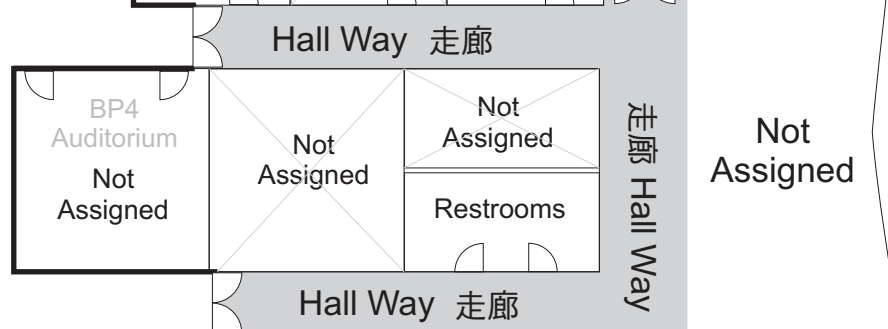 Hall Way 走廊
BP4
Auditorium
Not
Assigned
Not
Assigned
Not
Assigned
Restrooms
走廊 Hall Way
Not
Assigned
Hall Way 走廊